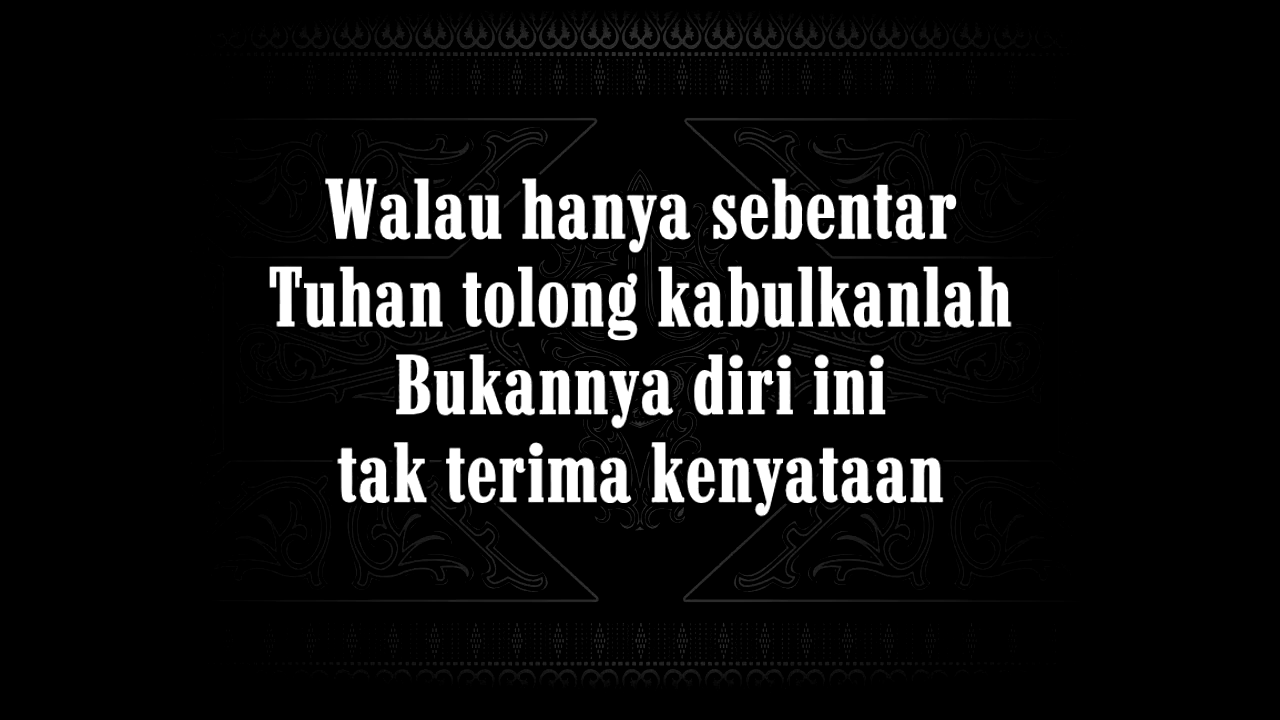 Walau hanya sebentar
Tuhan tolong kabulkanlah
Bukannya diri ini
tak terima kenyataan